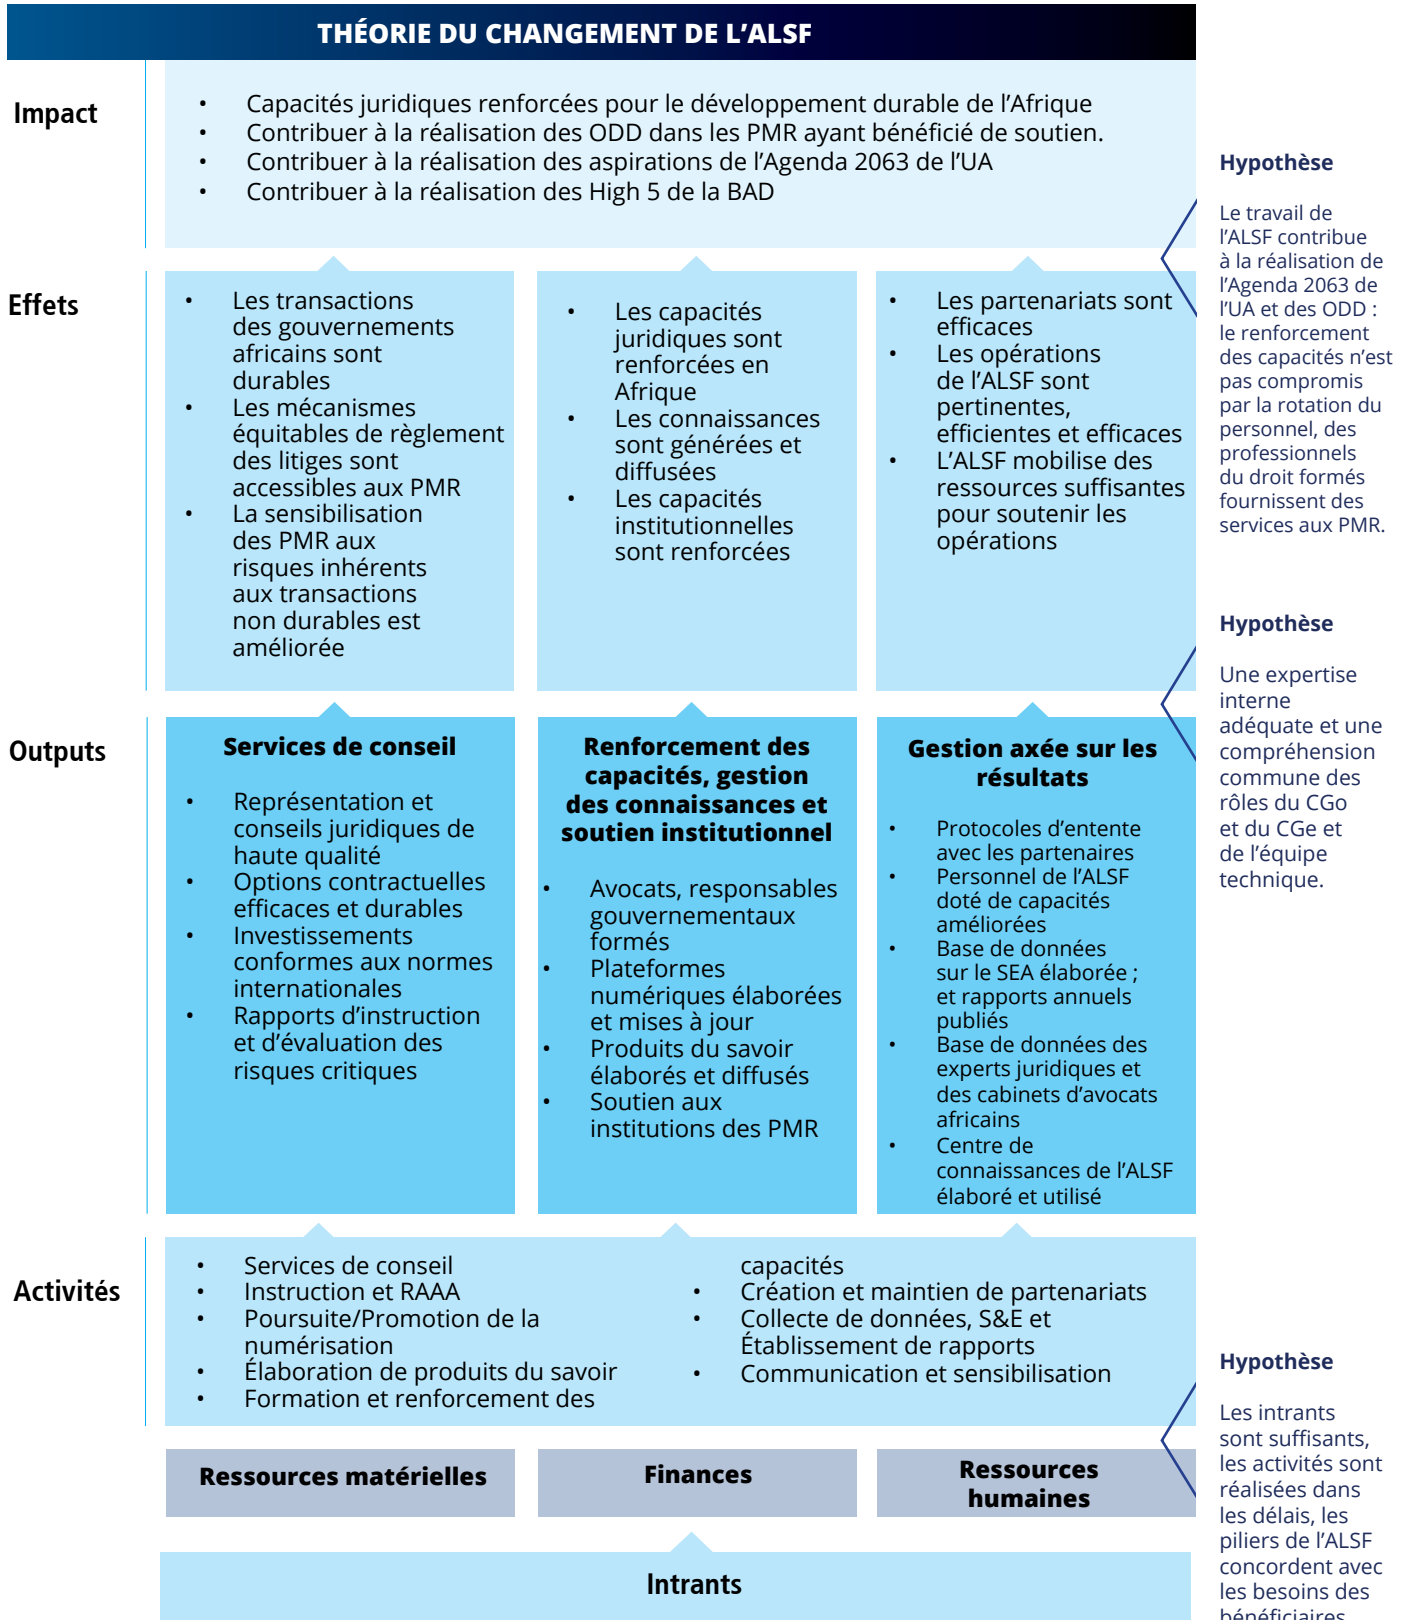 THÉORIE DU CHANGEMENT DE L’ALSF
Impact
• Capacités juridiques renforcées pour le développement durable de l’Afrique
• Contribuer à la réalisation des ODD dans les PMR ayant bénéficié de soutien.
• Contribuer à la réalisation des aspirations de l’Agenda 2063 de l’UA
• Contribuer à la réalisation des High 5 de la BAD
Hypothèse
Le travail de
l’ALSF contribue
à la réalisation de
l’Agenda 2063 de
l’UA et des ODD :
le renforcement
des capacités n’est
pas compromis
par la rotation du
personnel, des
professionnels
du droit formés
fournissent des
services aux PMR.
Effets
• Les transactions
des gouvernements
africains sont
durables
• Les mécanismes
équitables de règlement
des litiges sont
accessibles aux PMR
• La sensibilisation
des PMR aux
risques inhérents
aux transactions
non durables est
améliorée
• Les capacités
juridiques sont
renforcées en
Afrique
• Les connaissances
sont générées et
diffusées
• Les capacités
institutionnelles
sont renforcées
• Les partenariats sont
efficaces
• Les opérations
de l’ALSF sont
pertinentes,
efficientes et efficaces
• L’ALSF mobilise des
ressources suffisantes
pour soutenir les
opérations
Hypothèse
Une expertise
interne
adéquate et une
compréhension
commune des
rôles du CGo
et du CGe et
de l’équipe
technique.
Outputs
Services de conseil
• Représentation et
conseils juridiques de
haute qualité
• Options contractuelles
efficaces et durables
• Investissements
conformes aux normes
internationales
• Rapports d’instruction
et d’évaluation des
risques critiques
Renforcement des
capacités, gestion
des connaissances et
soutien institutionnel
• Avocats, responsables
gouvernementaux
formés
• Plateformes
numériques élaborées
et mises à jour
• Produits du savoir
élaborés et diffusés
• Soutien aux
institutions des PMR
Gestion axée sur les
résultats
• Protocoles d’entente
avec les partenaires
• Personnel de l’ALSF
doté de capacités
améliorées
• Base de données
sur le SEA élaborée ;
et rapports annuels
publiés
• Base de données des
experts juridiques et
des cabinets d’avocats
africains
• Centre de
connaissances de l’ALSF
élaboré et utilisé
Activités
• Services de conseil
• Instruction et RAAA
• Poursuite/Promotion de la
numérisation
• Élaboration de produits du savoir
• Formation et renforcement des
capacités
• Création et maintien de partenariats
• Collecte de données, S&E et
Établissement de rapports
• Communication et sensibilisation
Hypothèse
Les intrants
sont suffisants,
les activités sont
réalisées dans
les délais, les
piliers de l’ALSF
concordent avec
les besoins des
bénéficiaires
Ressources matérielles
Finances
Ressources
humaines
Intrants